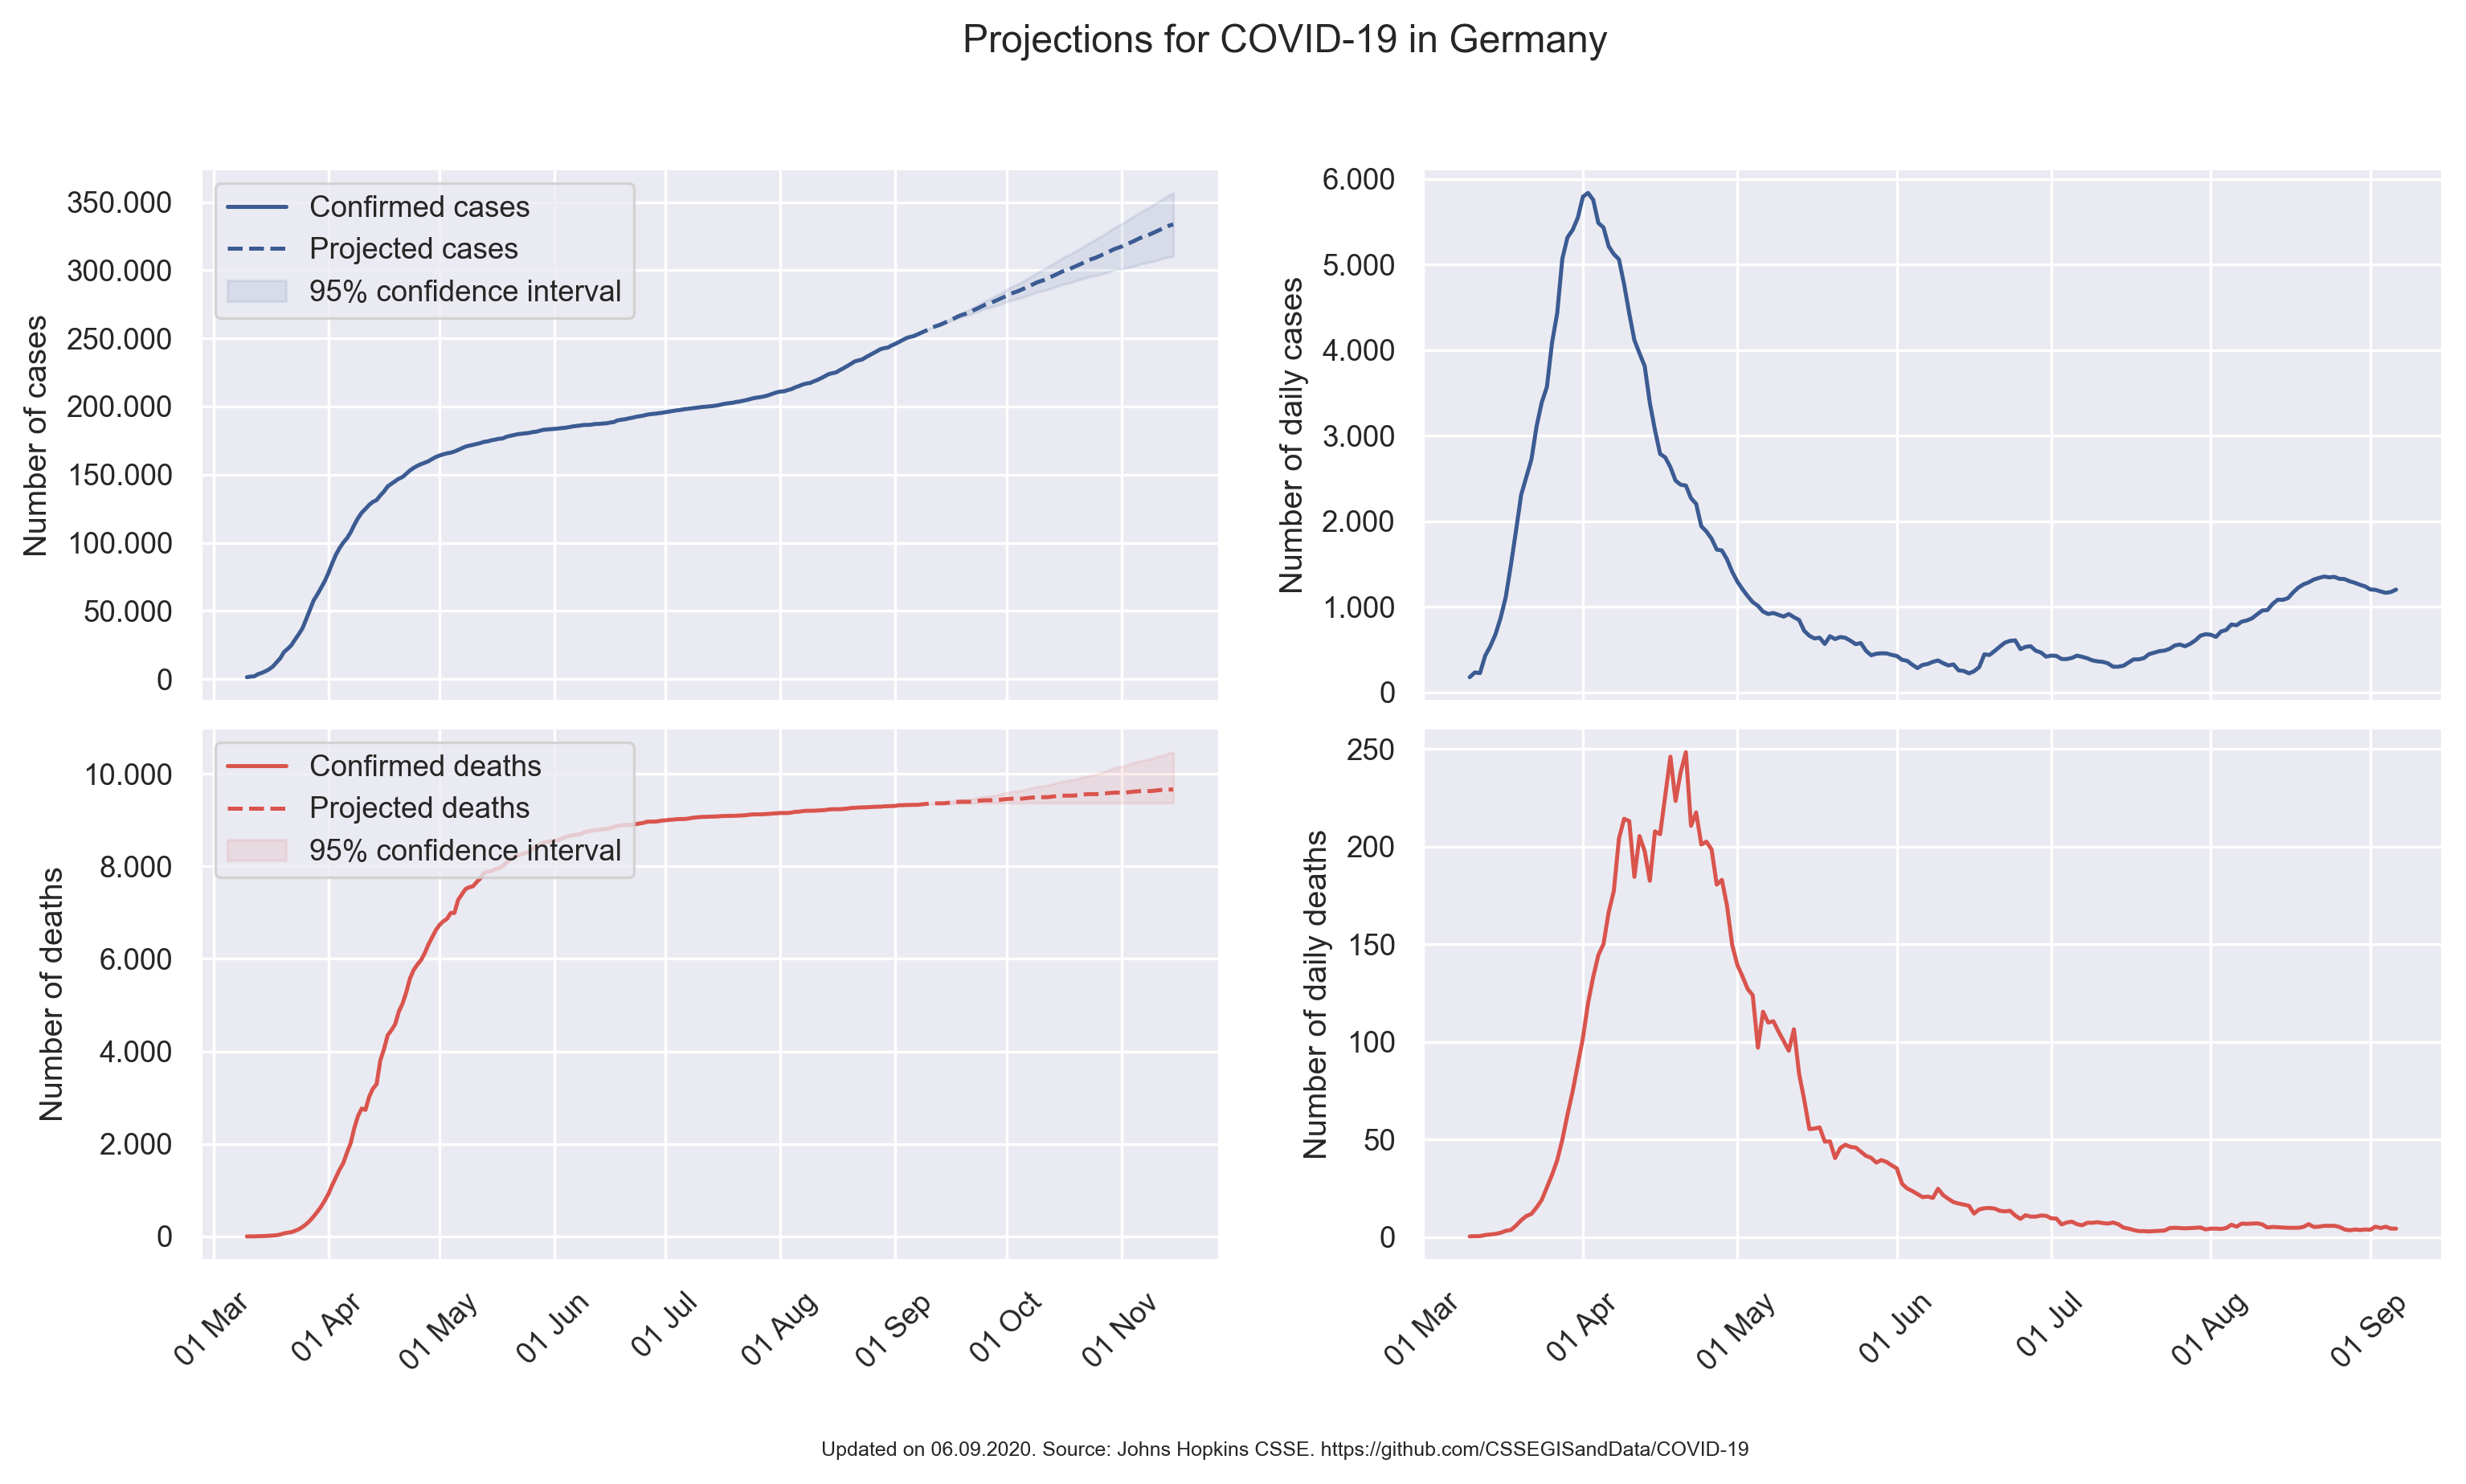 Projections for COVID-19 in Germany
Number of cases
350.000
300.000
250.000
200.000
150.000
100.000
50.000
0
Confirmed cases
Projected cases
95% confidence interval
Number of daily cases
6.000
5.000
4.000
3.000
2.000
1.000
0
Number of deaths
10.000
8.000
6.000
4.000
2.000
0
Confirmed deaths
Projected deaths
95% confidence interval
01 Mar
01 Apr
01 May
01 Jun
01 Jul
01 Aug
01 Sep
01 Oct
01 Nov
Number of daily deaths
250
200
150
100
50
0
01 Mar
01 Apr
01 May
01 Jun
01 Jul
01 Aug
01 Sep
Updated on 06.09.2020. Source: Johns Hopkins CSSE. https://github.com/CSSEGISandData/COVID-19